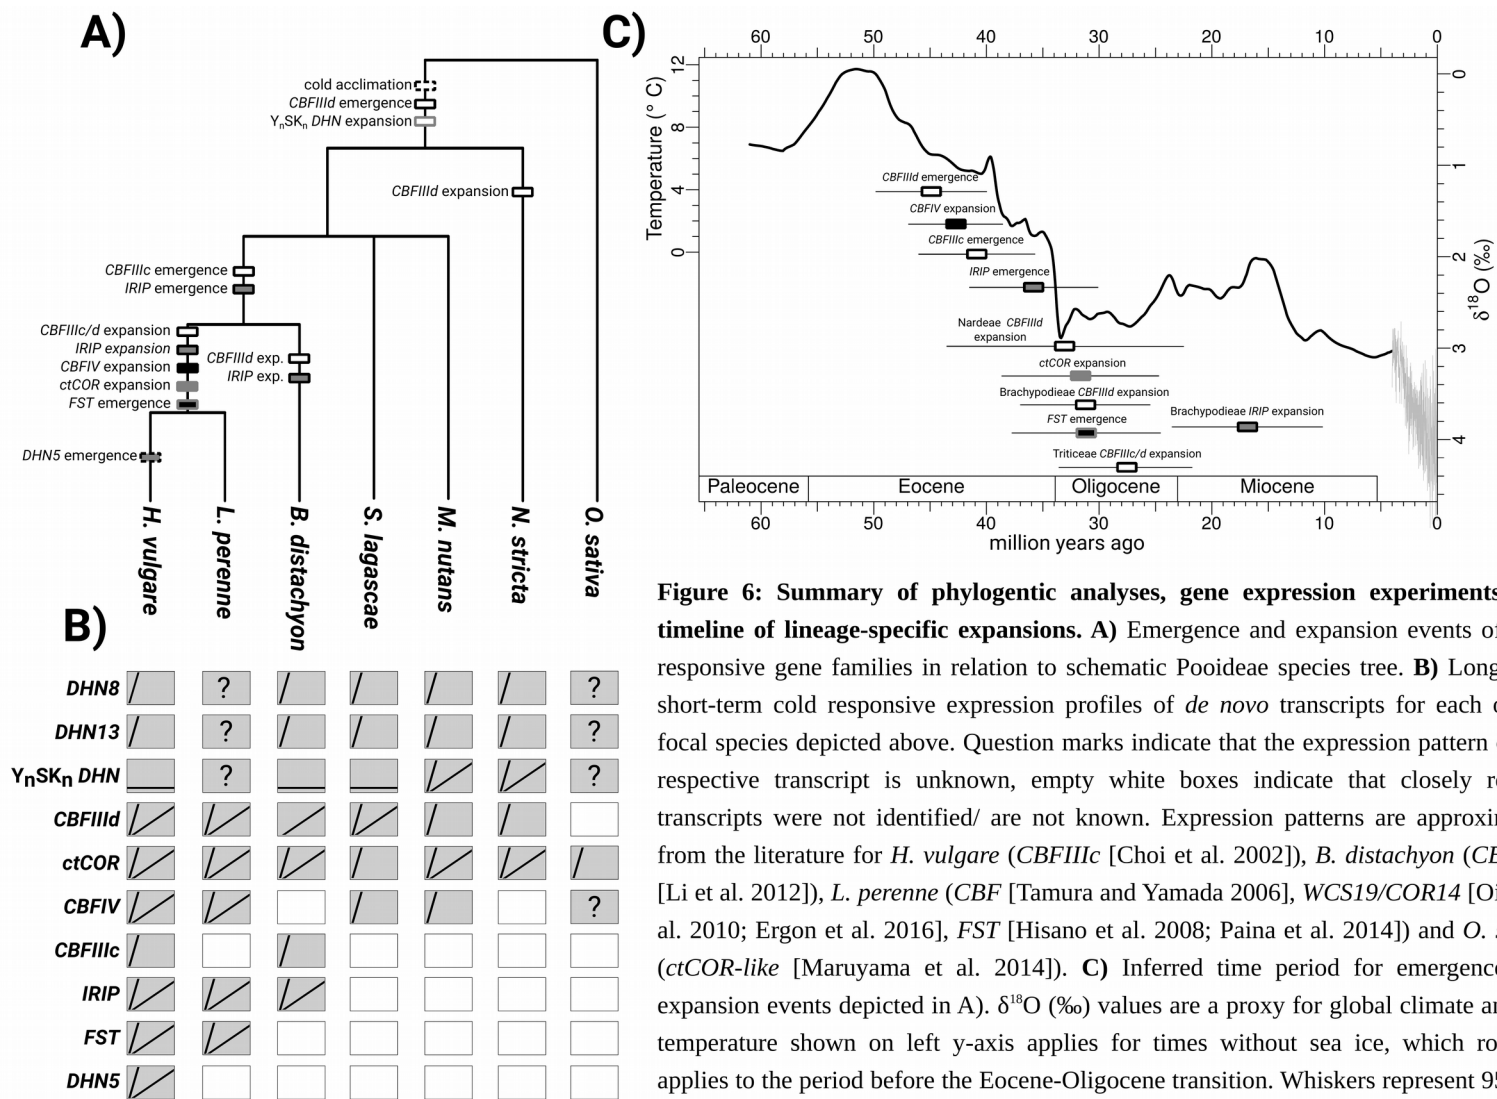 A)
cold acclimation
CBFIIId emergence
YnSKn DHN expansion
CBFIIId expansion
CBFIIIc emergence
IRIP emergence
CBFIIIc/d expansion
IRIP expansion
CBFIV expansion
ctCOR expansion
FST emergence
CBFIIId exp.
IRIP exp.
DHN5 emergence
H. vulgare
L. perenne
B. distachyon
S. lagascae
M. nutans
N. stricta
O. sativa
B)
DHN8
? ?
DHN13
? ?
YnSKn DHN
? ?
CBFIIId
ctCOR
CBFIV
?
CBFIIIc
IRIP
FST
DHN5
C)
60 50 40 30 20 10 0
Temperature (° C)
12
8
4
0
0
1
2
3
4
δ18O (‰)
CBFIIId emergence
CBFIV expansion
CBFIIIc emergence
IRIP emergence
Nardeae CBFIIId
expansion
ctCOR expansion
Brachypodieae CBFIIId expansion
FST emergence
Brachypodieae IRIP expansion
Triticeae CBFIIIc/d expansion
Paleocene Eocene Oligocene Miocene
60 50 40 30 20 10 0
million years ago
Figure 6: Summary of phylogentic analyses, gene expression experiments
timeline of lineage-specific expansions. A) Emergence and expansion events of
responsive gene families in relation to schematic Pooideae species tree. B) Long
short-term cold responsive expression profiles of de novo transcripts for each
focal species depicted above. Question marks indicate that the expression pattern
respective transcript is unknown, empty white boxes indicate that closely
transcripts were not identified/ are not known. Expression patterns are
from the literature for H. vulgare (CBFIIIc [Choi et al. 2002]), B. distachyon
[Li et al. 2012]), L. perenne (CBF [Tamura and Yamada 2006], WCS19/COR14
al. 2010; Ergon et al. 2016], FST [Hisano et al. 2008; Paina et al. 2014]) and O.
(ctCOR-like [Maruyama et al. 2014]). C) Inferred time period for
expansion events depicted in A). δ18O (‰) values are a proxy for global climate
temperature shown on left y-axis applies for times without sea ice, which
applies to the period before the Eocene-Oligocene transition. Whiskers represent